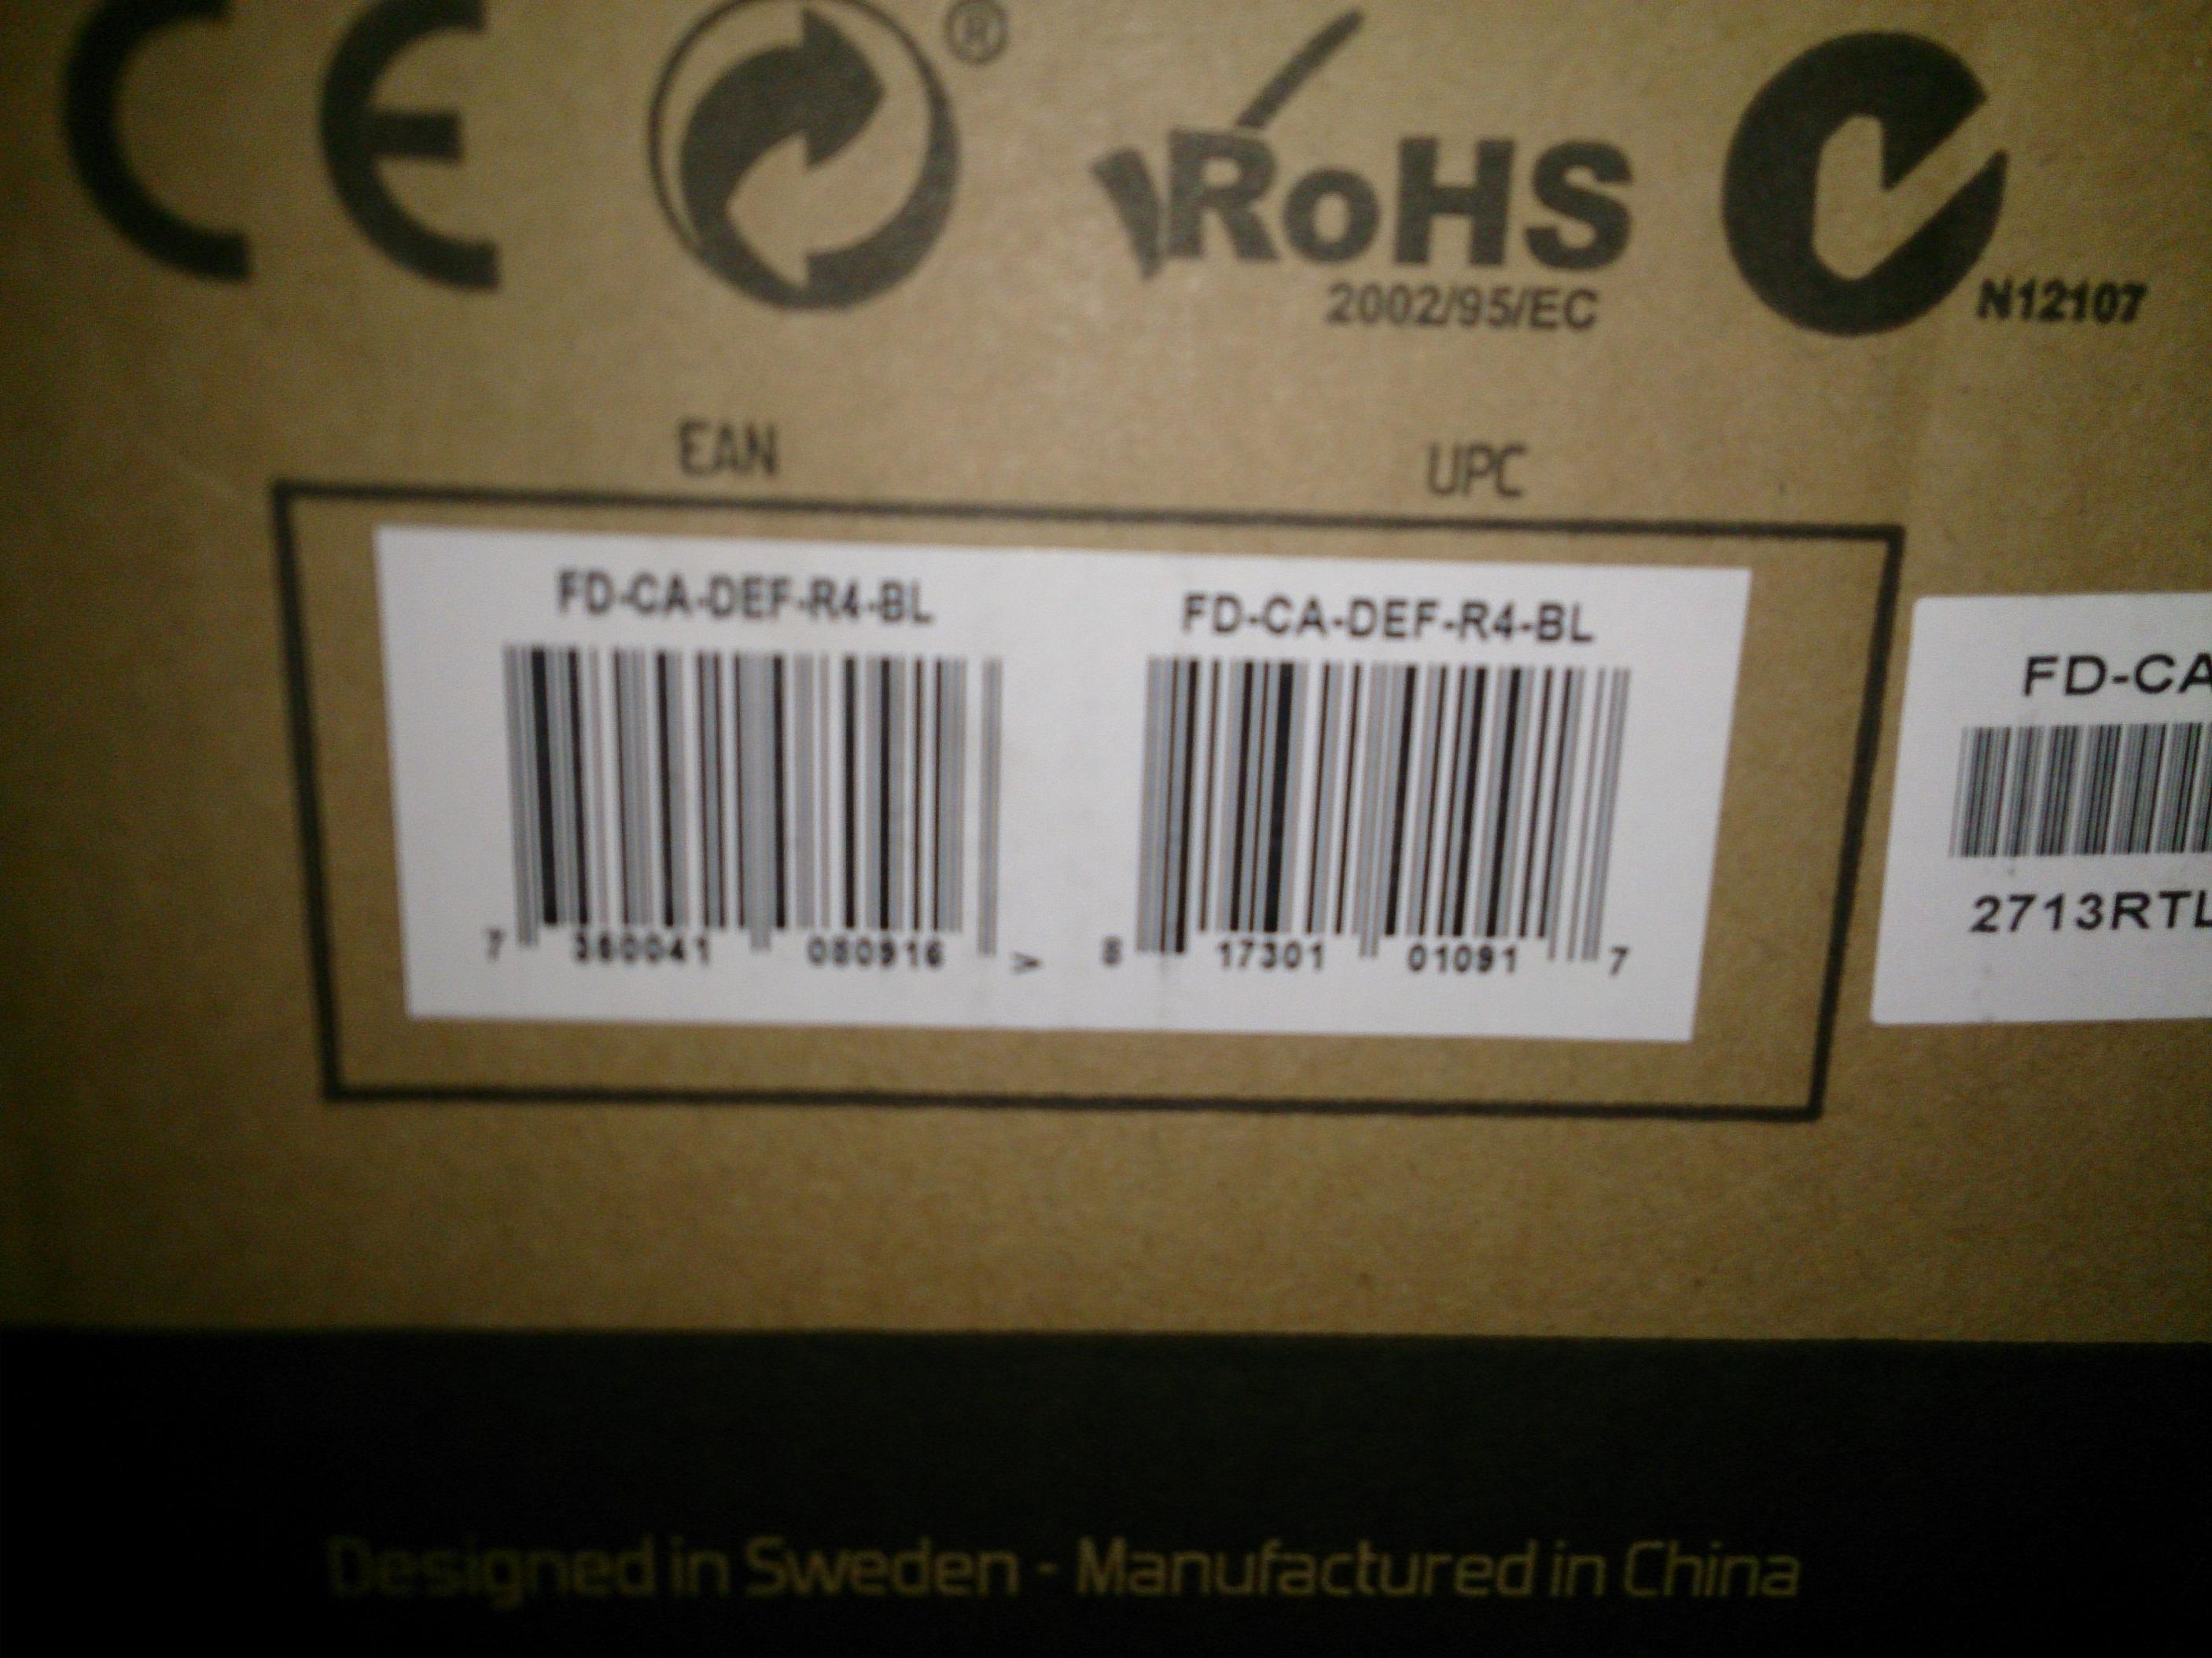 CE ®
RoHS
2002/95/EC
N12107
EAN UPC
FD-CA-DEF-R4-BL FD-CA-DEF-R4-BL
FD-CA
7 360041 080916 > 8 17301 01091 7
2713RTL
Designed in Sweden - Manufactured in China